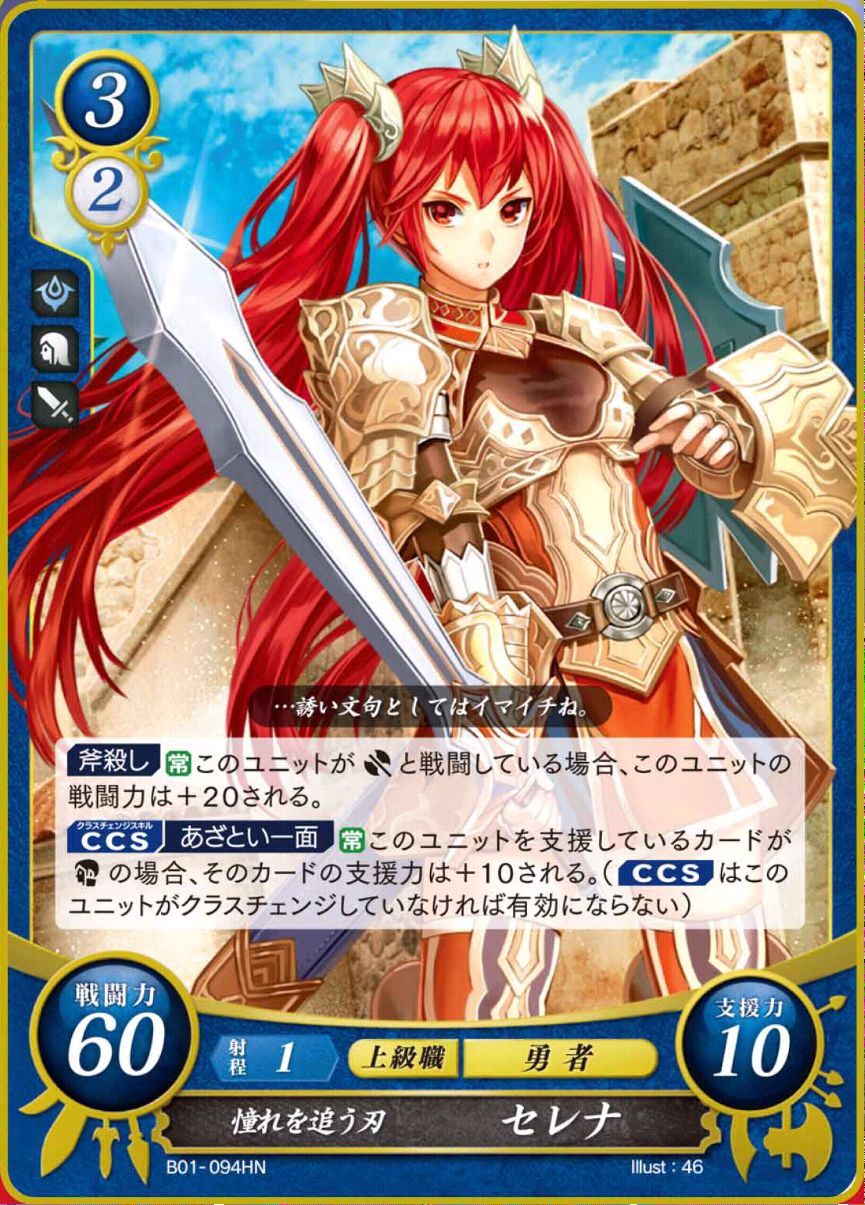 3
2
…誘い文句としてはイマイチね。
斧殺し 常 このユニットが と戦闘している場合、このユニットの
戦闘力は＋20される。
クラスチェンジスキル
CCS あざとい一面 常 このユニットを支援しているカードが
の場合、そのカードの支援力は＋10される。（ CCS はこの
ユニットがクラスチェンジしていなければ有効にならない）
戦闘力
60
射程 1
上級職 勇者
支援力
10
憧れを追う刃 セレナ
B01-094HN
Illust：46